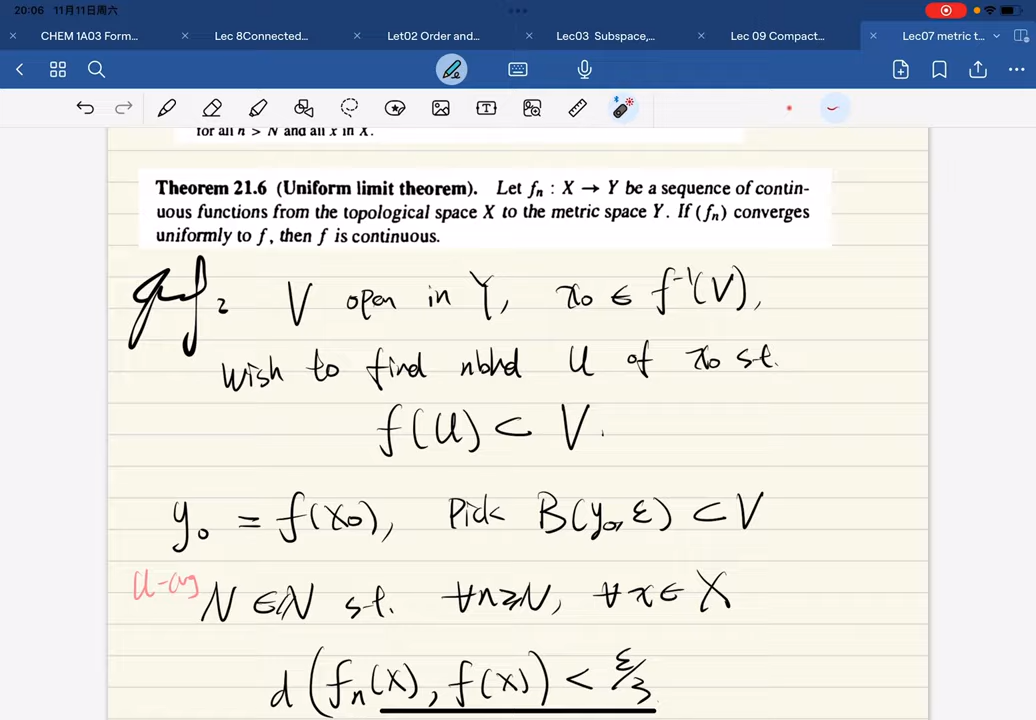 20:06 11月11日周六
CHEM 1A03 Form... Lec 8Connected... Let02 Order and... Lec03 Subspace,... Lec 09 Compact... Lec07 metric t...
for all n > N and all x in X.
Theorem 21.6 (Uniform limit theorem). Let fₙ : X → Y be a sequence of contin-
uous functions from the topological space X to the metric space Y. If (fₙ) converges
uniformly to f, then f is continuous.
V open in Y, x₀ ∈ f⁻¹(V),
wish to find nbhd U of x₀ s.t.
f(U) ⊂ V.
y₀ = f(x₀), Pick B(y₀, ε) ⊂ V
N ∈ ℕ s.t. ∀n≥N, ∀x ∈ X
d(fₙ(x), f(x)) < ε/3